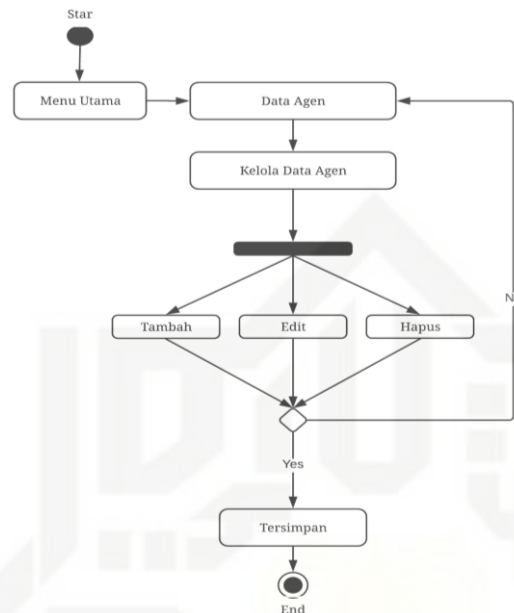 Star
Menu Utama
Data Agen
Kelola Data Agen
Tambah
Edit
Hapus
N
Yes
Tersimpan
End